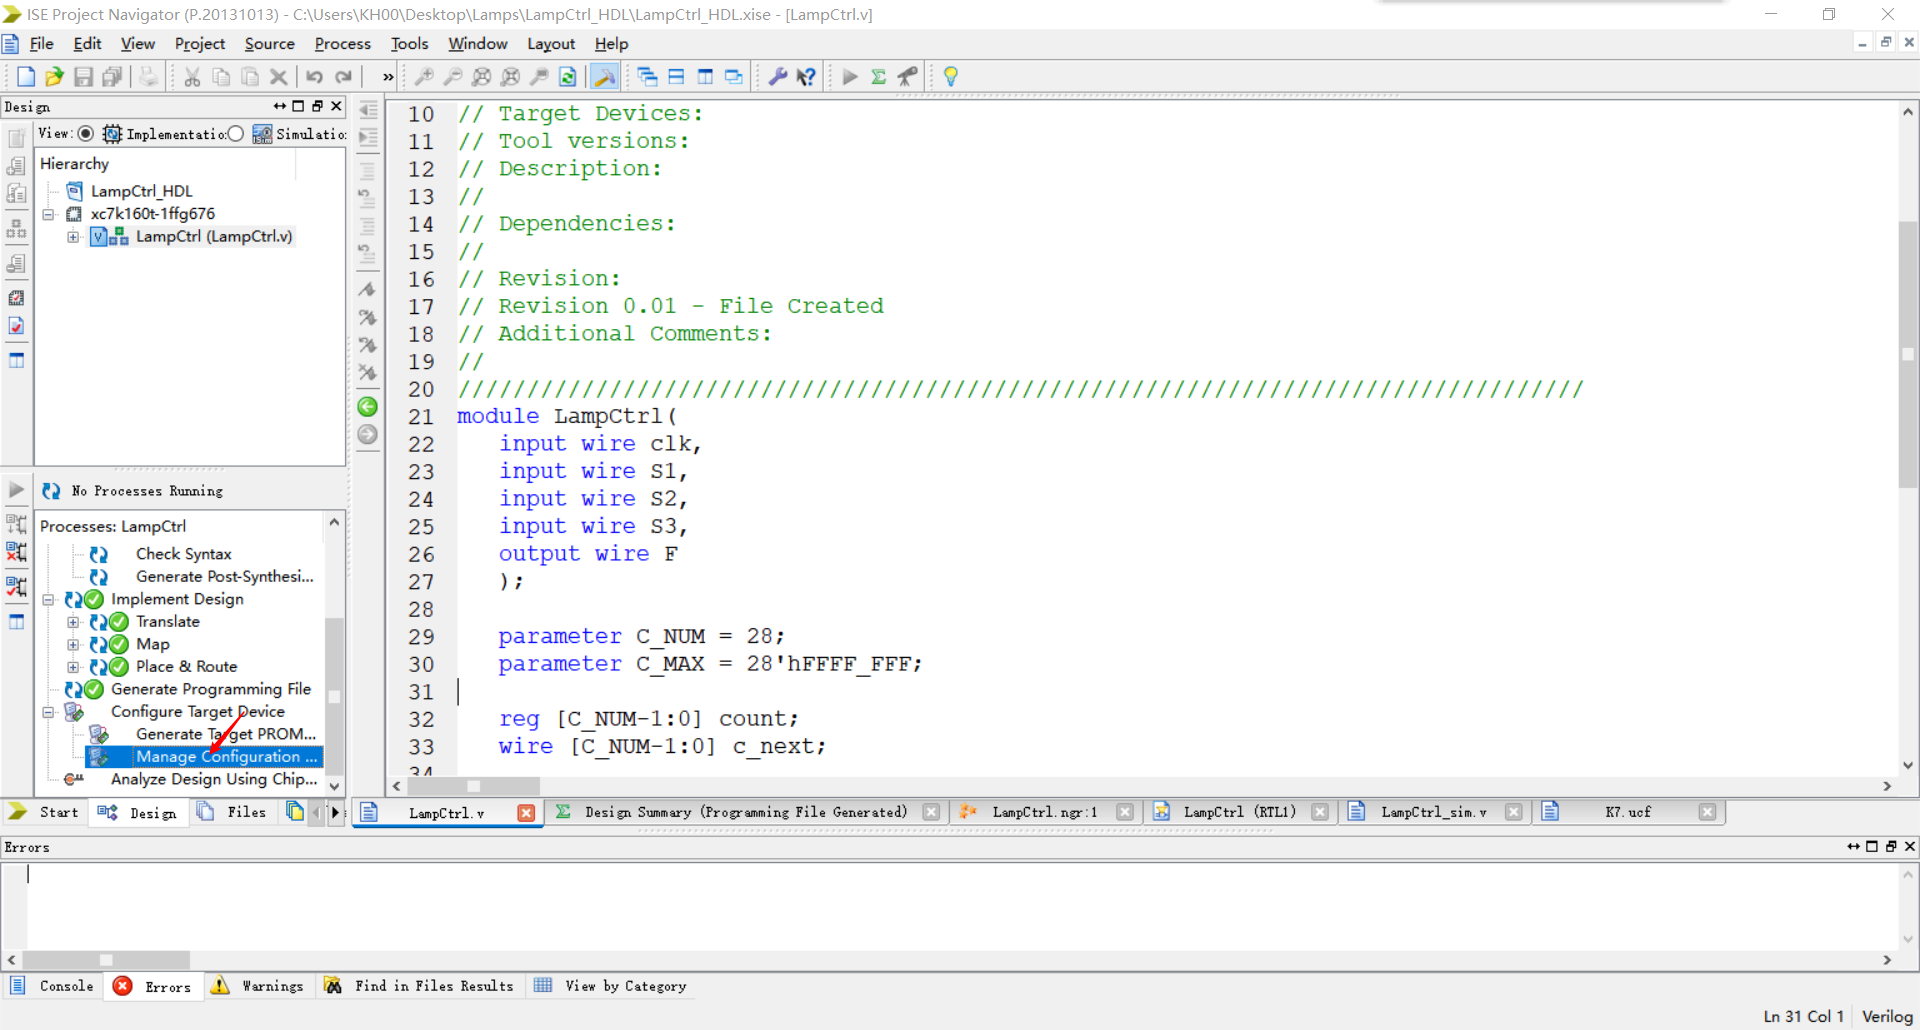 ISE Project Navigator (P.20131013) - C:\Users\KH00\Desktop\Lamps\LampCtrl_HDL\LampCtrl_HDL.xise - [LampCtrl.v]
File Edit View Project Source Process Tools Window Layout Help
Design
View: Implementatio Simulatio
Hierarchy
LampCtrl_HDL
xc7k160t-1ffg676
LampCtrl (LampCtrl.v)
No Processes Running
Processes: LampCtrl
Check Syntax
Generate Post-Synthesi...
Implement Design
Translate
Map
Place & Route
Generate Programming File
Configure Target Device
Generate Target PROM...
Manage Configuration ...
Analyze Design Using Chip...
Start Design Files
10 // Target Devices:
11 // Tool versions:
12 // Description:
13 //
14 // Dependencies:
15 //
16 // Revision:
17 // Revision 0.01 - File Created
18 // Additional Comments:
19 //
20 //////////////////////////////////////////////////////////////////////////////////
21 module LampCtrl(
22 input wire clk,
23 input wire S1,
24 input wire S2,
25 input wire S3,
26 output wire F
27 );
28
29 parameter C_NUM = 28;
30 parameter C_MAX = 28'hFFFF_FFF;
31
32 reg [C_NUM-1:0] count;
33 wire [C_NUM-1:0] c_next;
34
LampCtrl.v Design Summary (Programming File Generated) LampCtrl.ngr:1 LampCtrl (RTL1) LampCtrl_sim.v K7.ucf
Errors
Console Errors Warnings Find in Files Results View by Category
Ln 31 Col 1 Verilog